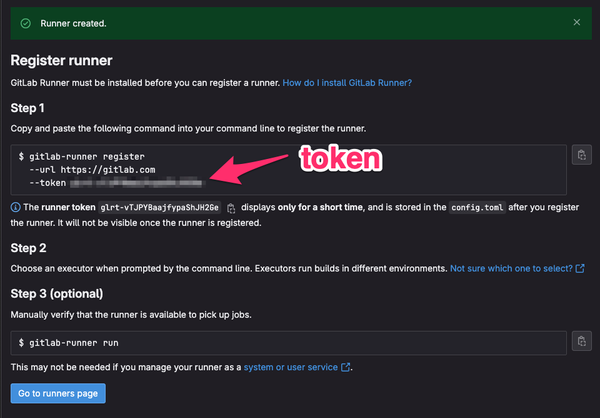 Runner created.
Register runner
GitLab Runner must be installed before you can register a runner. How do I install GitLab Runner?
Step 1
Copy and paste the following command into your command line to register the runner.
$ gitlab-runner register
--url https://gitlab.com
--token
token
The runner token glrt-vTJPYBaajfypaShJH2Ge displays only for a short time, and is stored in the config.toml after you register
the runner. It will not be visible once the runner is registered.
Step 2
Choose an executor when prompted by the command line. Executors run builds in different environments. Not sure which one to select?
Step 3 (optional)
Manually verify that the runner is available to pick up jobs.
$ gitlab-runner run
This may not be needed if you manage your runner as a system or user service.
Go to runners page